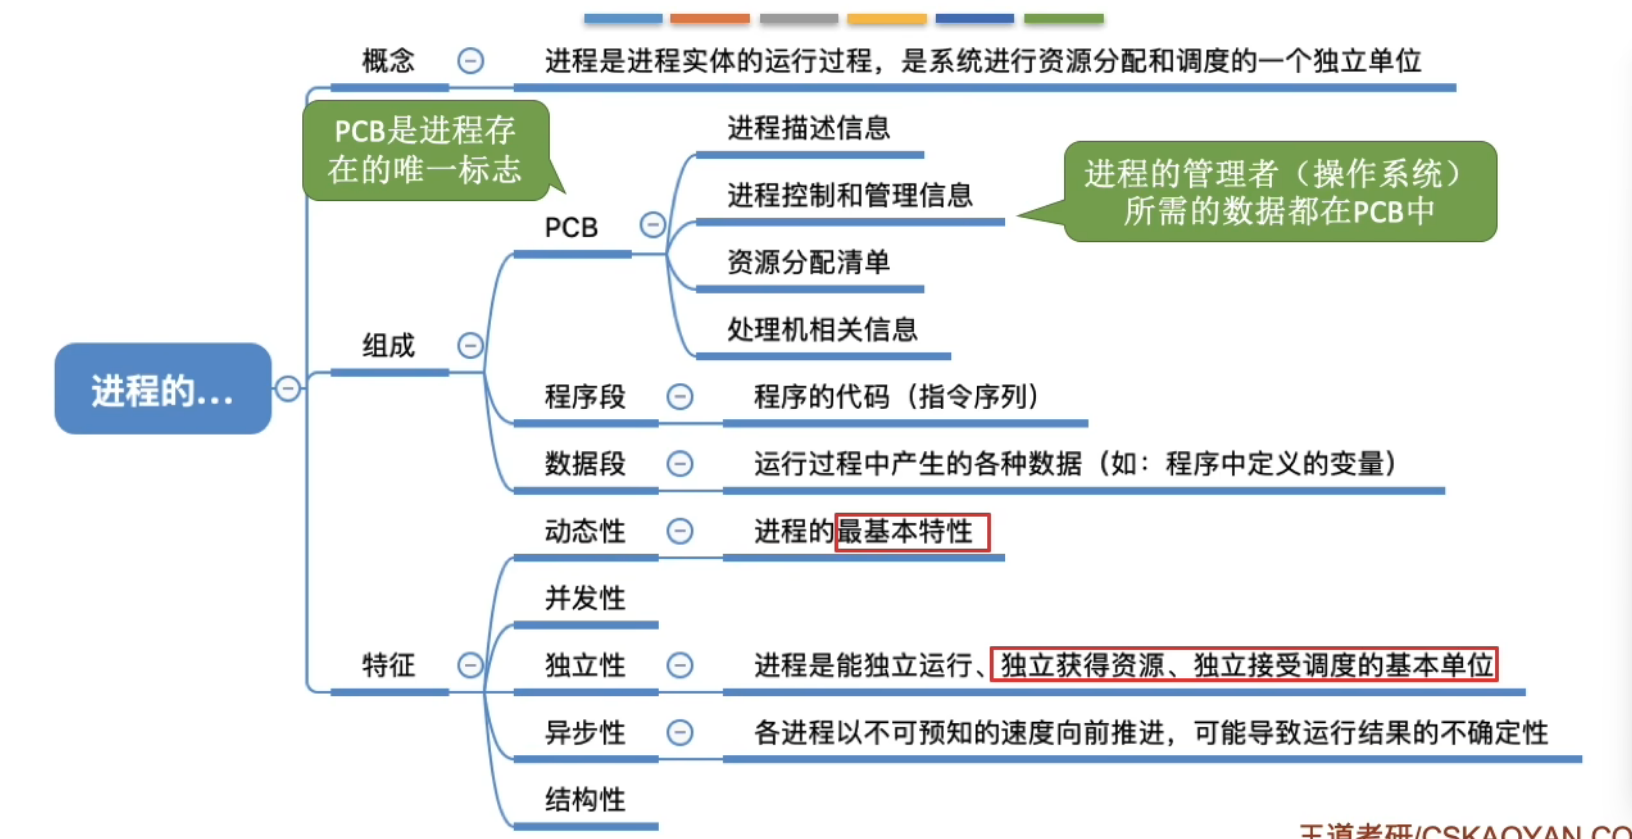 概念
进程是进程实体的运行过程，是系统进行资源分配和调度的一个独立单位
PCB是进程存
在的唯一标志
进程描述信息
进程控制和管理信息
进程的管理者（操作系统）
所需的数据都在PCB中
PCB
资源分配清单
处理机相关信息
组成
进程的...
程序段
程序的代码（指令序列）
数据段
运行过程中产生的各种数据（如：程序中定义的变量）
动态性
进程的最基本特性
并发性
特征
独立性
进程是能独立运行、独立获得资源、独立接受调度的基本单位
异步性
各进程以不可预知的速度向前推进，可能导致运行结果的不确定性
结构性
王道考研/CSKAOYAN.CO